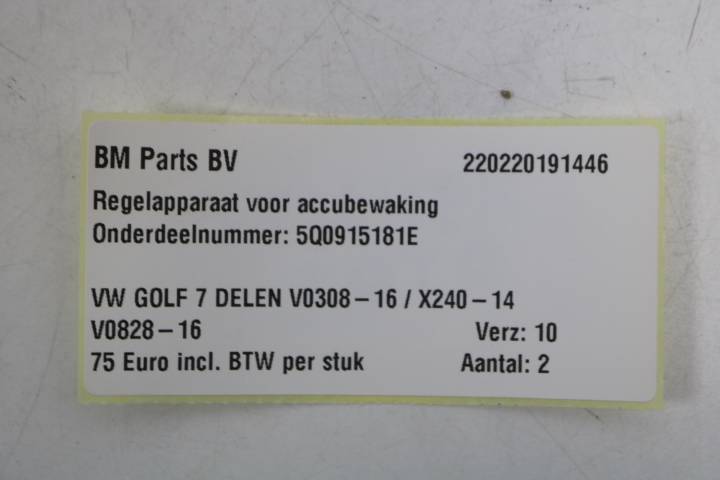 BM Parts BV 220220191446
Regelapparaat voor accubewaking
Onderdeelnummer: 5Q0915181E
VW GOLF 7 DELEN V0308-16 / X240-14
V0828-16 Verz: 10
75 Euro incl. BTW per stuk Aantal: 2